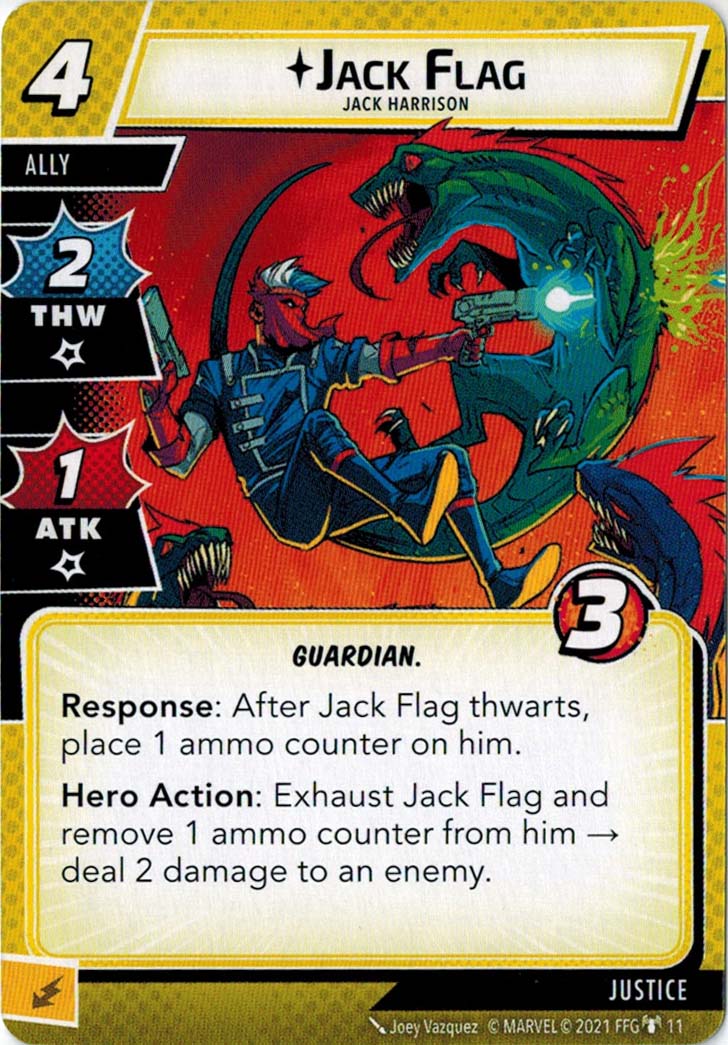 4
JACK FLAG
JACK HARRISON
ALLY
2
THW
1
ATK
3
GUARDIAN.
Response: After Jack Flag thwarts,
place 1 ammo counter on him.
Hero Action: Exhaust Jack Flag and
remove 1 ammo counter from him →
deal 2 damage to an enemy.
JUSTICE
Joey Vazquez © MARVEL © 2021 FFG 11